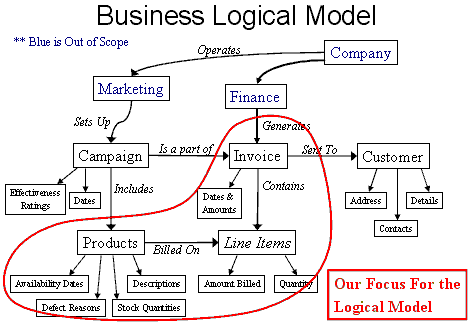 Business Logical Model
** Blue is Out of Scope
Operates
Company
Marketing
Finance
Sets Up
Generates
Campaign
Is a part of
Invoice
Sent To
Customer
Effectiveness
Ratings
Dates
Includes
Dates &
Amounts
Contains
Address
Details
Contacts
Products
Billed On
Line Items
Availability Dates
Descriptions
Amount Billed
Quantity
Defect Reasons
Stock Quantities
Our Focus For the
Logical Model